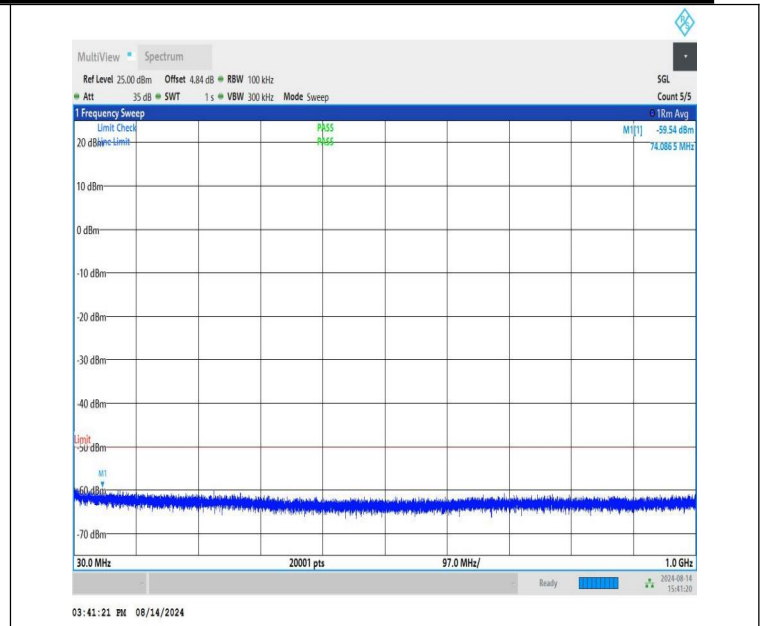 MultiView Spectrum
Ref Level 25.00 dBm Offset 4.84 dB RBW 100 kHz SGL
Att 35 dB SWT 1 s VBW 300 kHz Mode Sweep Count 5/5
1 Frequency Sweep 1Rm Avg
Limit Check PASS M1[1] -59.54 dBm
20 dBm Line Limit PASS 74.086 5 MHz
10 dBm
0 dBm
-10 dBm
-20 dBm
-30 dBm
-40 dBm
Limit
-50 dBm
M1
-60 dBm
-70 dBm
30.0 MHz 20001 pts 97.0 MHz/ 1.0 GHz
Ready 2024-08-14
15:41:20
03:41:21 PM 08/14/2024